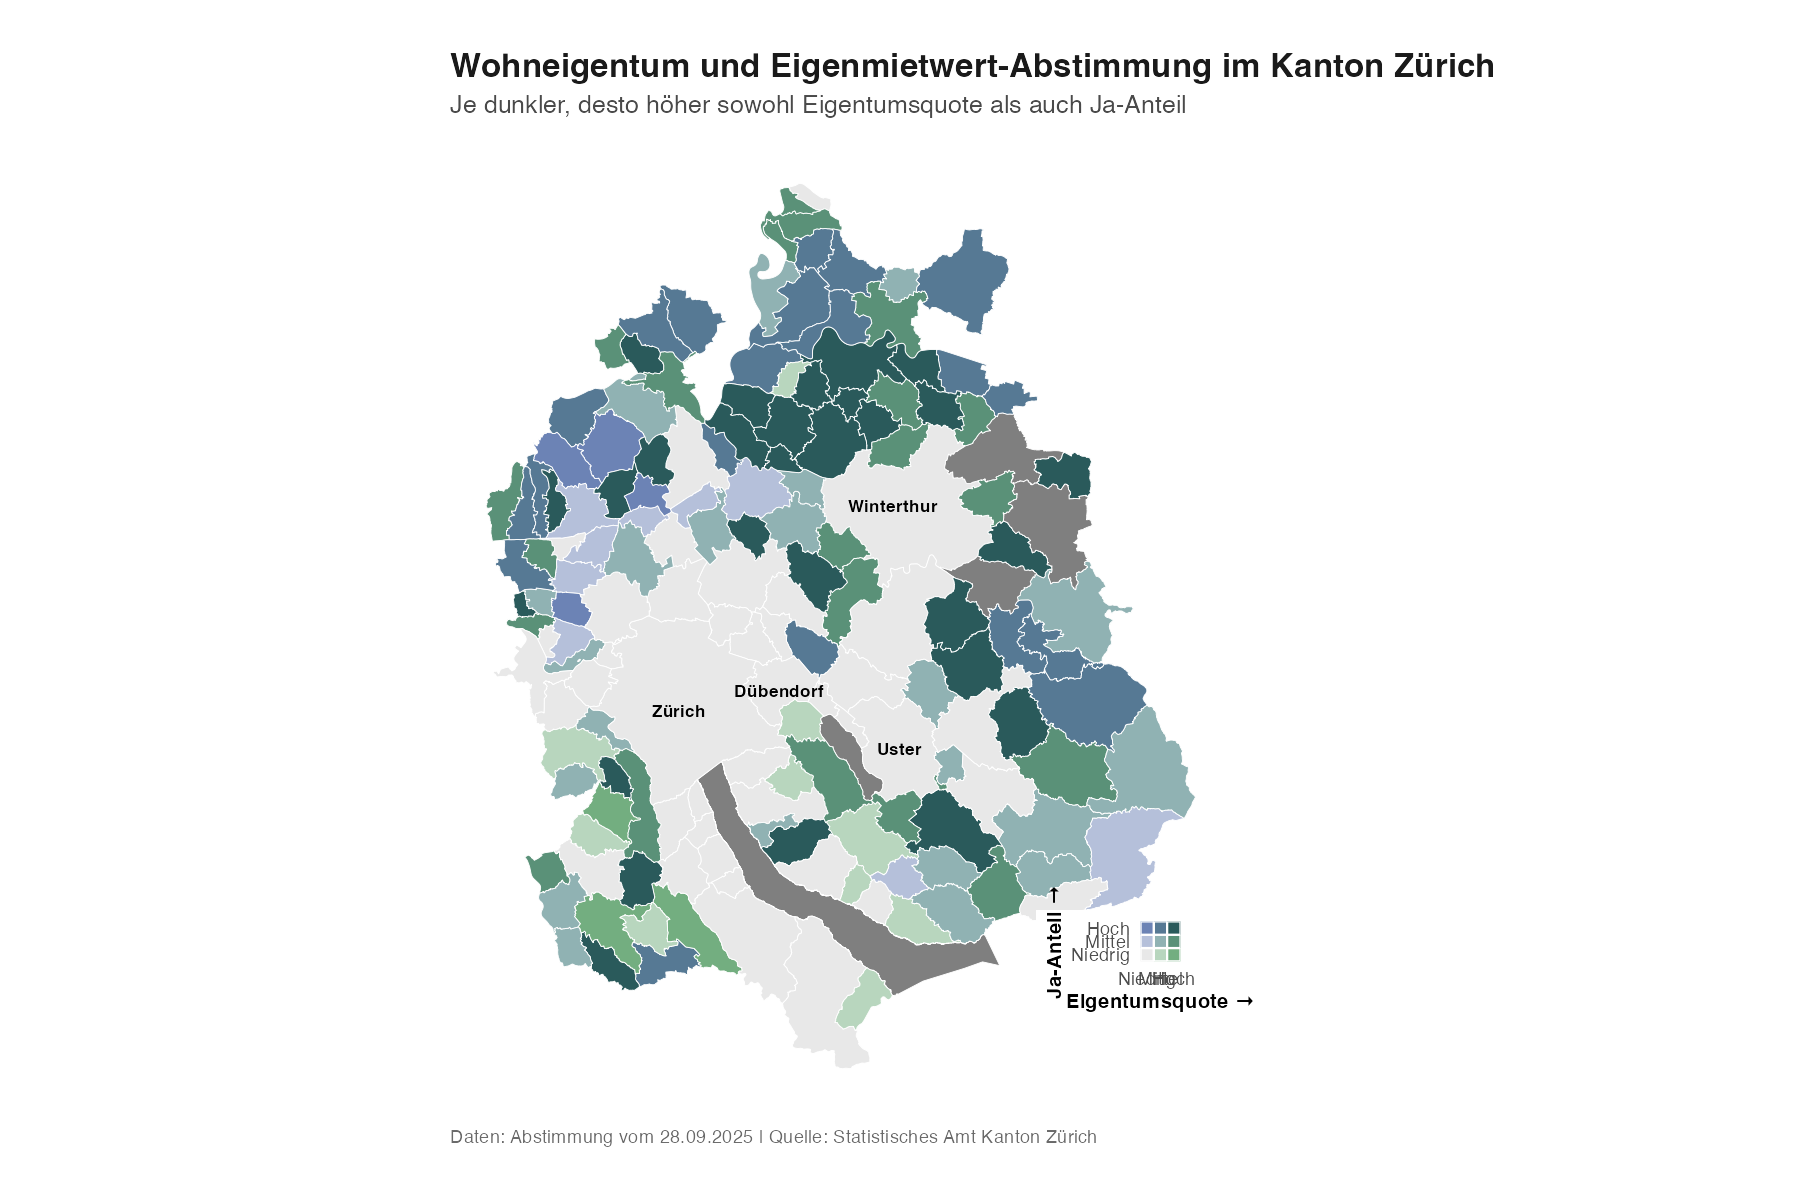 Wohneigentum und Eigenmietwert-Abstimmung im Kanton Zürich
Je dunkler, desto höher sowohl Eigentumsquote als auch Ja-Anteil
Winterthur
Dübendorf
Zürich
Uster
Ja-Anteil →
Hoch
Mittel
Niedrig
Niedrig Mittel Hoch
EIgentumsquote →
Daten: Abstimmung vom 28.09.2025 | Quelle: Statistisches Amt Kanton Zürich